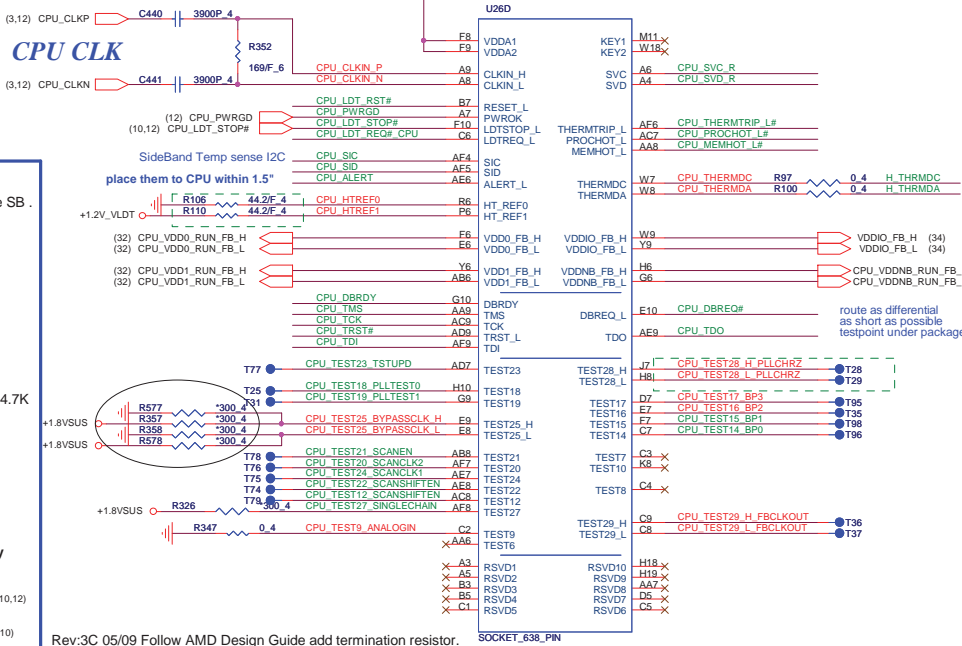 U26D
(3,12) CPU_CLKP C440 3900P_4
CPU CLK
R352
169/F_6
(3,12) CPU_CLKN C441 3900P_4
CPU_CLKIN_P A9 CLKIN_H
CPU_CLKIN_N A8 CLKIN_L
F8 VDDA1
F9 VDDA2
KEY1 M11
KEY2 W18
SVC A6 CPU_SVC_R
SVD A4 CPU_SVD_R
CPU_LDT_RST# B7 RESET_L
(12) CPU_PWRGD CPU_PWRGD A7 PWROK
(10,12) CPU_LDT_STOP# CPU_LDT_STOP# F10 LDTSTOP_L
CPU_LDT_REQ#_CPU C6 LDTREQ_L
THERMTRIP_L AF6 CPU_THERMTRIP_L#
PROCHOT_L AC7 CPU_PROCHOT_L#
MEMHOT_L AA8 CPU_MEMHOT_L#
SideBand Temp sense I2C
CPU_SIC AF4 SIC
CPU_SID AF5 SID
CPU_ALERT AE6 ALERT_L
place them to CPU within 1.5"
THERMDC W7 CPU_THERMDC R97 0_4 H_THRMDC
THERMDA W8 CPU_THERMDA R100 0_4 H_THRMDA
e SB .
R106 44.2/F_4 CPU_HTREF0 R6 HT_REF0
+1.2V_VLDT R110 44.2/F_4 CPU_HTREF1 P6 HT_REF1
(32) CPU_VDD0_RUN_FB_H F6 VDD0_FB_H
(32) CPU_VDD0_RUN_FB_L E6 VDD0_FB_L
VDDIO_FB_H W9 VDDIO_FB_H (34)
VDDIO_FB_L Y9 VDDIO_FB_L (34)
(32) CPU_VDD1_RUN_FB_H Y6 VDD1_FB_H
(32) CPU_VDD1_RUN_FB_L AB6 VDD1_FB_L
VDDNB_FB_H H6 CPU_VDDNB_RUN_FB_
VDDNB_FB_L G6 CPU_VDDNB_RUN_FB_
CPU_DBRDY G10 DBRDY
CPU_TMS AA9 TMS
CPU_TCK AC9 TCK
CPU_TRST# AD9 TRST_L
CPU_TDI AF9 TDI
DBREQ_L E10 CPU_DBREQ#
TDO AE9 CPU_TDO
route as differential
as short as possible
testpoint under package
T77 CPU_TEST23_TSTUPD AD7 TEST23
TEST28_H J7 CPU_TEST28_H_PLLCHRZ T28
TEST28_L H8 CPU_TEST28_L_PLLCHRZ T29
T25 CPU_TEST18_PLLTEST0 H10 TEST18
T31 CPU_TEST19_PLLTEST1 G9 TEST19
4.7K
TEST17 D7 CPU_TEST17_BP3 T95
TEST16 E7 CPU_TEST16_BP2 T35
TEST15 F7 CPU_TEST15_BP1 T98
TEST14 C7 CPU_TEST14_BP0 T96
R577 *300_4
+1.8VSUS R357 *300_4 CPU_TEST25_BYPASSCLK_H E9 TEST25_H
R358 *300_4 CPU_TEST25_BYPASSCLK_L E8 TEST25_L
+1.8VSUS R578 *300_4
T78 CPU_TEST21_SCANEN AB8 TEST21
T76 CPU_TEST20_SCANCLK2 AF7 TEST20
T75 CPU_TEST24_SCANCLK1 AE7 TEST24
T74 CPU_TEST22_SCANSHIFTEN AE8 TEST22
T79 CPU_TEST12_SCANSHIFTEN AC8 TEST12
+1.8VSUS R326 *300_4 CPU_TEST27_SINGLECHAIN AF8 TEST27
TEST7 C3
TEST10 K8
TEST8 C4
R347 0_4 CPU_TEST9_ANALOGIN C2 TEST9
AA6 TEST6
TEST29_H C9 CPU_TEST29_H_FBCLKOUT T36
TEST29_L C8 CPU_TEST29_L_FBCLKOUT T37
A3 RSVD1
A5 RSVD2
B3 RSVD3
B5 RSVD4
C1 RSVD5
RSVD10 H18
RSVD9 H19
RSVD8 AA7
RSVD7 D5
RSVD6 C5
10,12)
10)
SOCKET_638_PIN
Rev:3C 05/09 Follow AMD Design Guide add termination resistor.